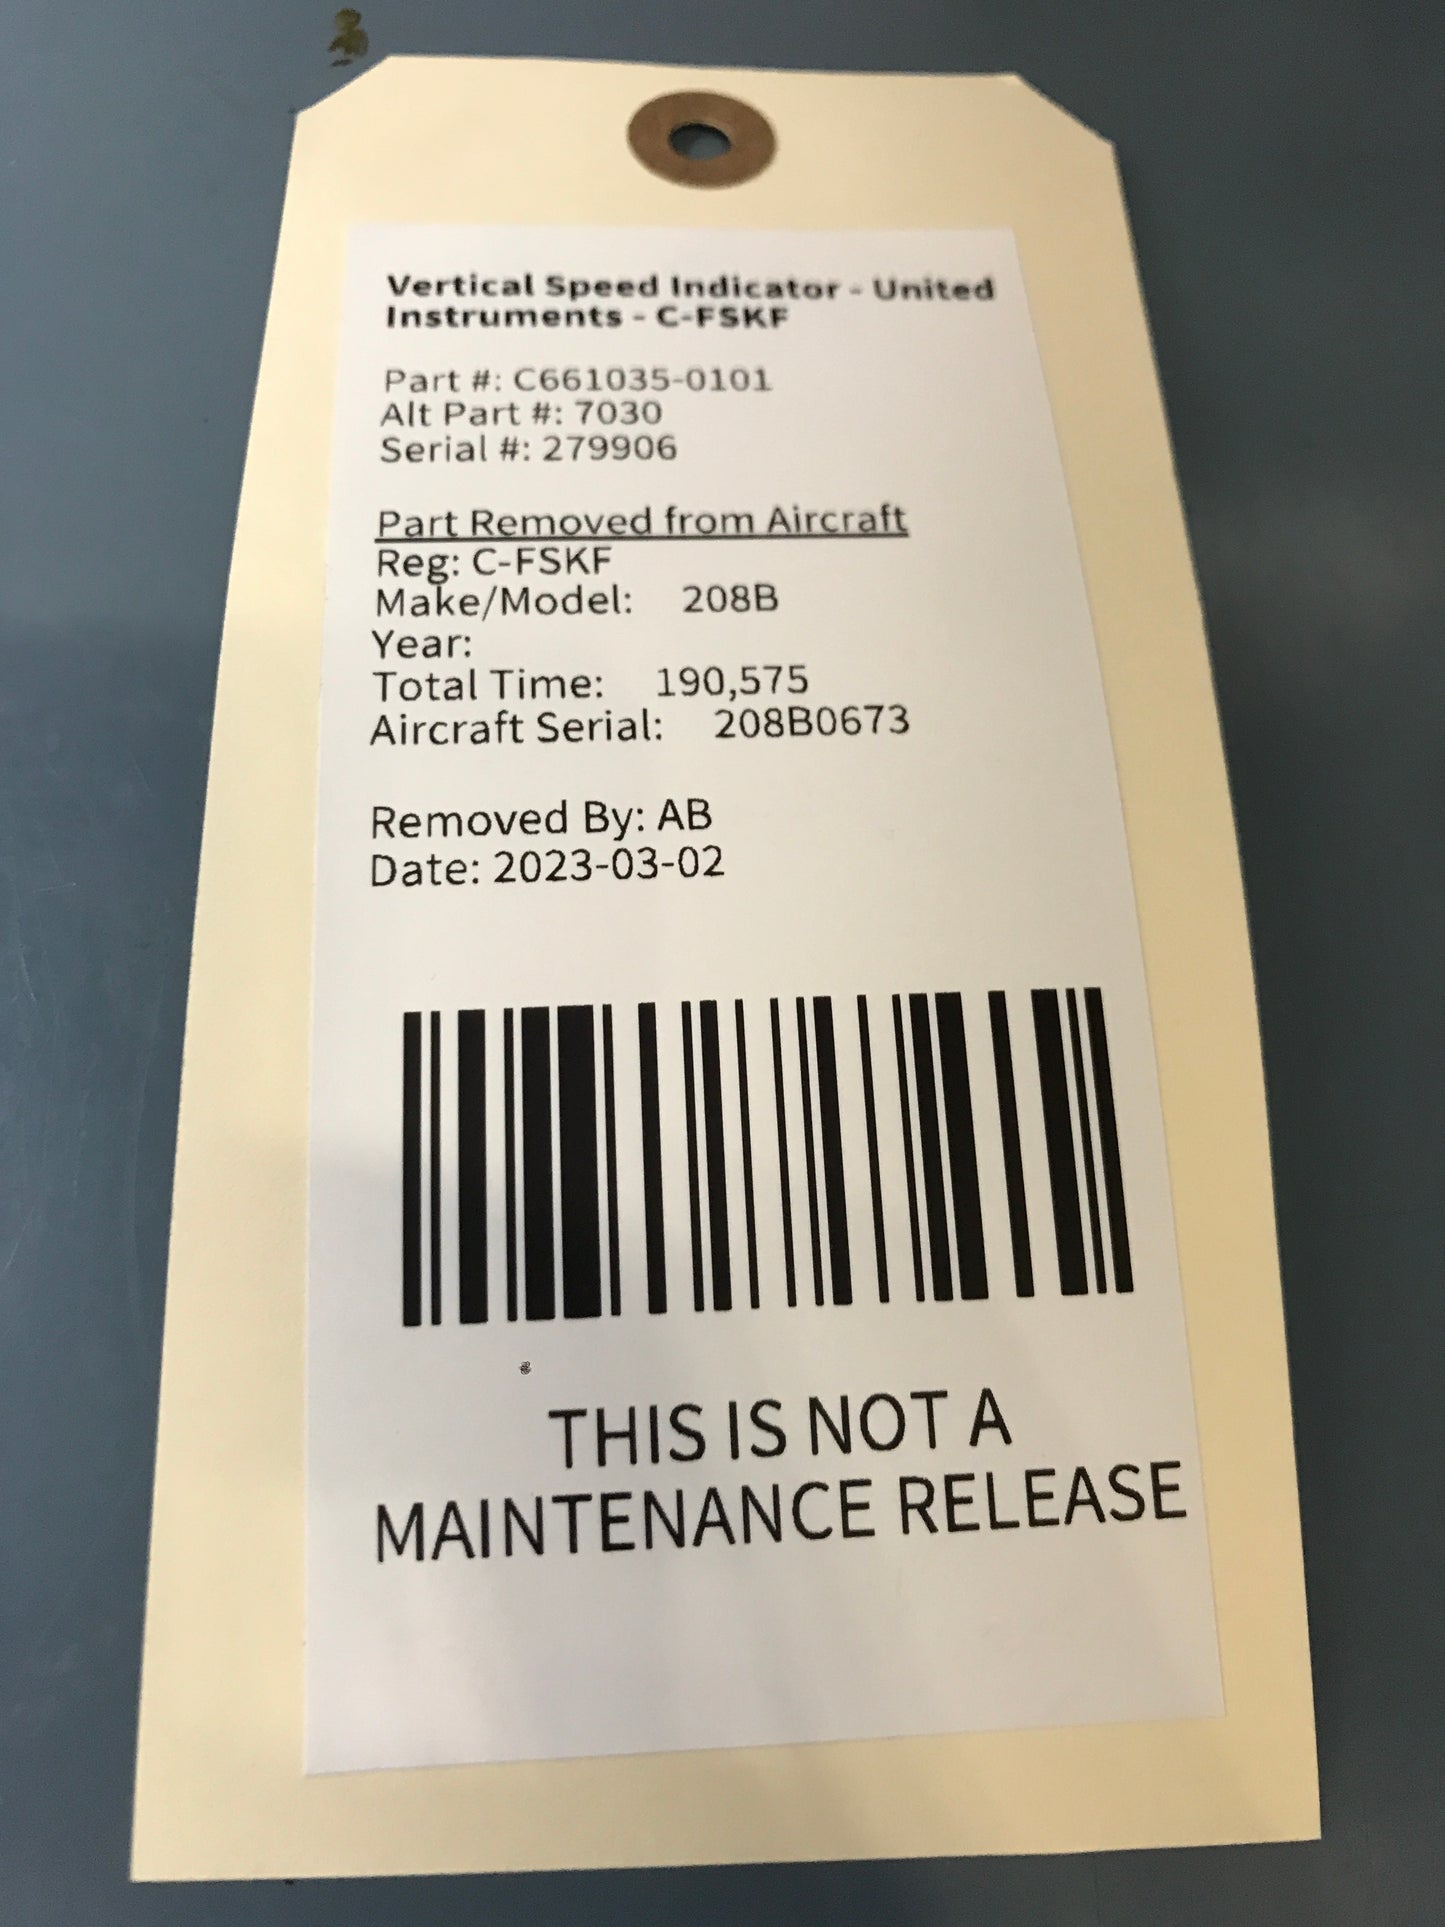 Vertical Speed Indicator - United
Instruments - C-FSKF
Part #: C661035-0101
Alt Part #: 7030
Serial #: 279906
Part Removed from Aircraft
Reg: C-FSKF
Make/Model: 208B
Year:
Total Time: 190,575
Aircraft Serial: 208B0673
Removed By: AB
Date: 2023-03-02
THIS IS NOT A
MAINTENANCE RELEASE